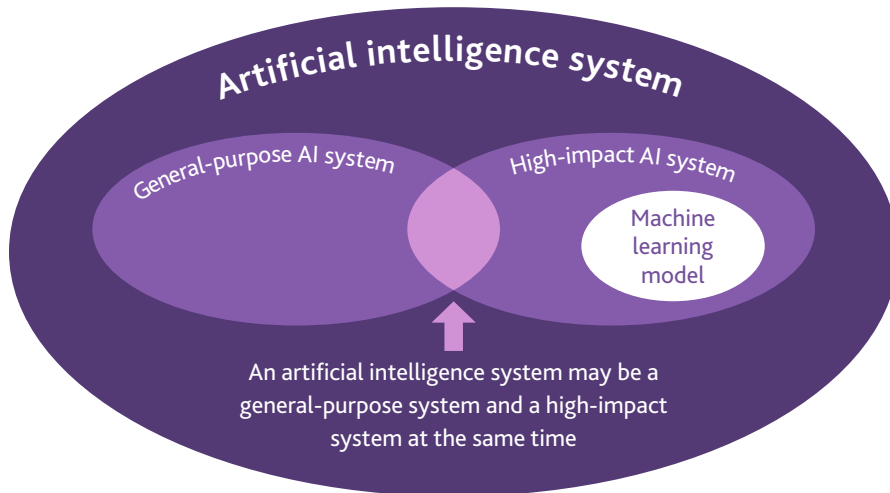 Artificial intelligence system
General-purpose AI system
High-impact AI system
Machine
learning
model
An artificial intelligence system may be a
general-purpose system and a high-impact
system at the same time